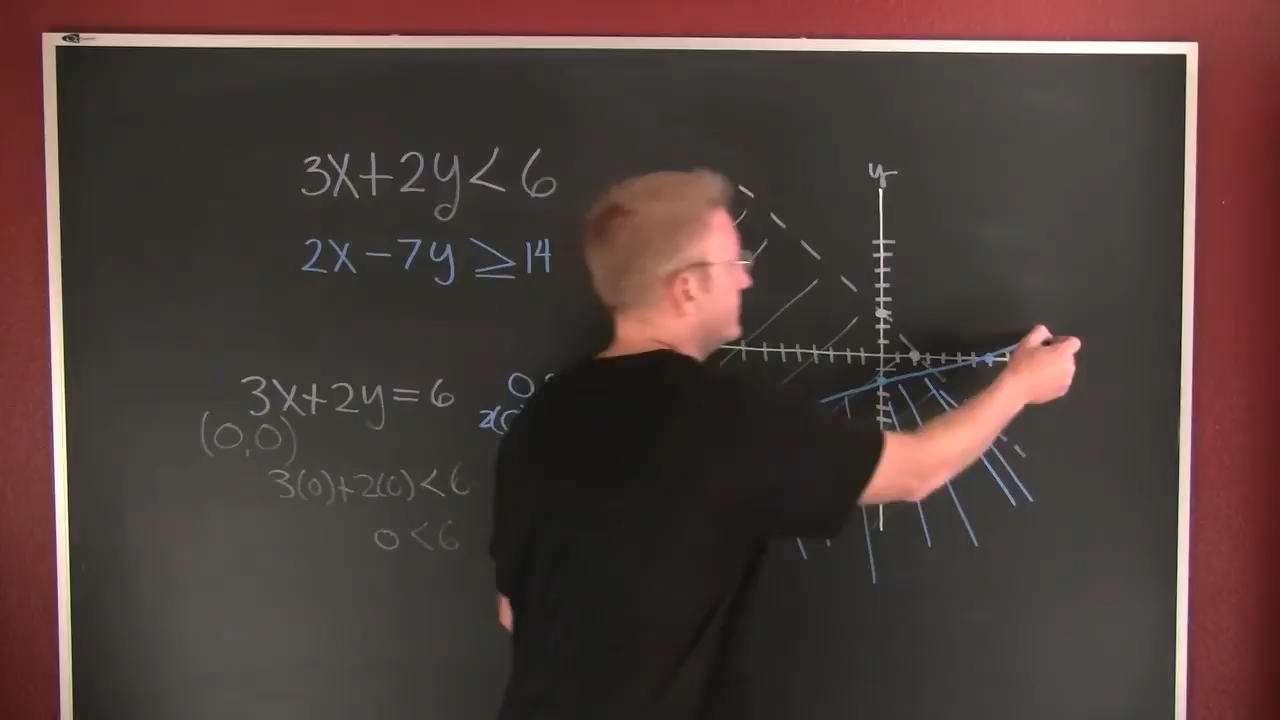 3x+2y<6
2x-7y≥14
y
3x+2y=6
(0,0)
3(0)+2(0)<6
0<6